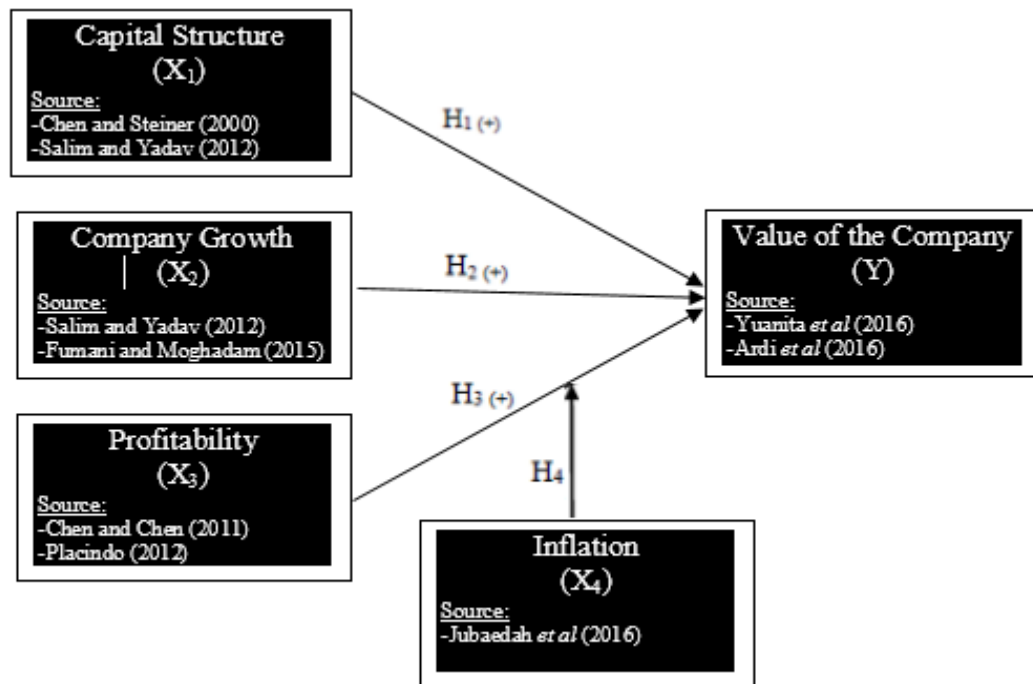 Capital Structure
(X₁)
Source:
-Chen and Steiner (2000)
-Salim and Yadav (2012)
H₁ (+)
Company Growth
(X₂)
Source:
-Salim and Yadav (2012)
-Fumani and Moghadam (2015)
H₂ (+)
Value of the Company
(Y)
Source:
-Yuanita et al (2016)
-Ardi et al (2016)
Profitability
(X₃)
Source:
-Chen and Chen (2011)
-Placindo (2012)
H₃ (+)
H₄
Inflation
(X₄)
Source:
-Jubaedah et al (2016)